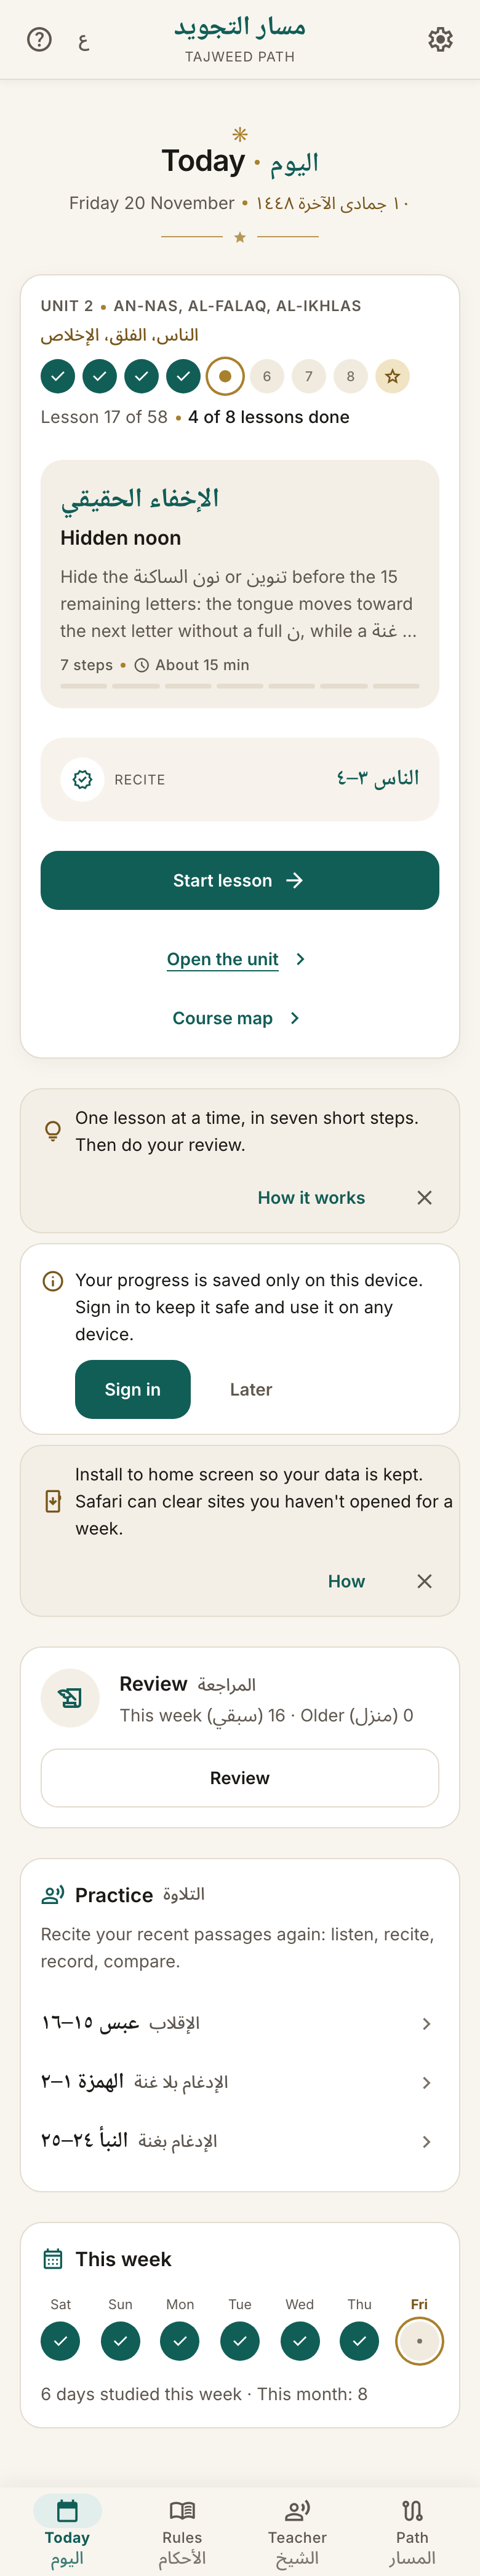 ع
مسار التجويد
TAJWEED PATH
Today • اليوم
Friday 20 November • ١٠ جمادى الآخرة ١٤٤٨
UNIT 2 • AN-NAS, AL-FALAQ, AL-IKHLAS
الناس، الفلق، الإخلاص
6 7 8
Lesson 17 of 58 • 4 of 8 lessons done
الإخفاء الحقيقي
Hidden noon
Hide the نون الساكنة or تنوين before the 15
remaining letters: the tongue moves toward
the next letter without a full ن, while a غنة ...
7 steps • About 15 min
RECITE
الناس ٣–٤
Start lesson
Open the unit
Course map
One lesson at a time, in seven short steps.
Then do your review.
How it works
Your progress is saved only on this device.
Sign in to keep it safe and use it on any
device.
Sign in
Later
Install to home screen so your data is kept.
Safari can clear sites you haven't opened for a
week.
How
Review المراجعة
This week (سبقي) 16 · Older (منزل) 0
Review
Practice التلاوة
Recite your recent passages again: listen, recite,
record, compare.
عبس ١٥–١٦ الإقلاب
الهمزة ١–٢ الإدغام بلا غنة
النبأ ٢٤–٢٥ الإدغام بغنة
This week
Sat Sun Mon Tue Wed Thu Fri
6 days studied this week · This month: 8
Today Rules Teacher Path
اليوم الأحكام الشيخ المسار